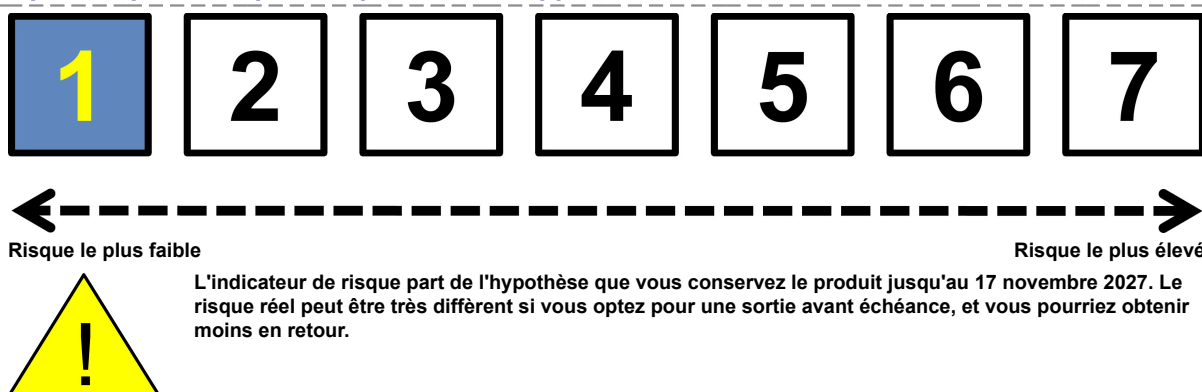 1 2 3 4 5 6 7
Risque le plus faible Risque le plus élevé
L'indicateur de risque part de l'hypothèse que vous conservez le produit jusqu'au 17 novembre 2027. Le
risque réel peut être très diffèrent si vous optez pour une sortie avant échéance, et vous pourriez obtenir
moins en retour.
!